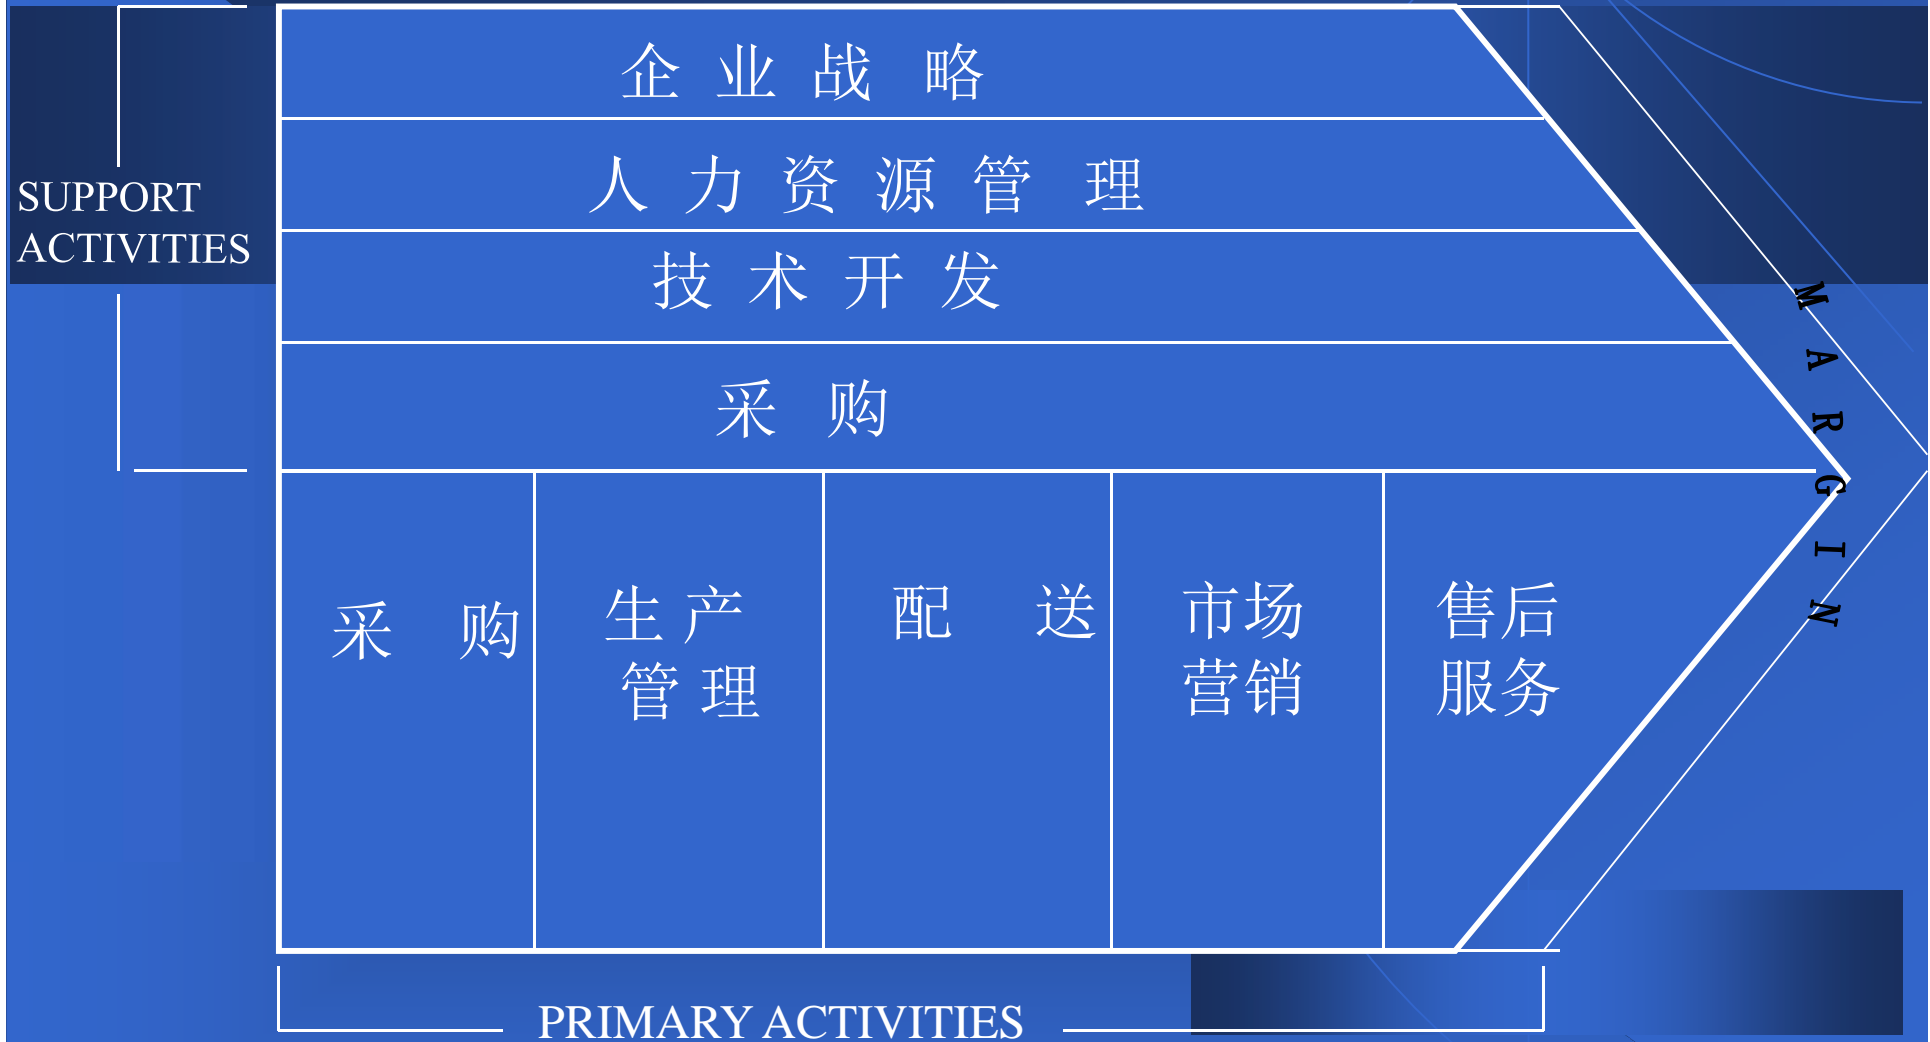 企业战略
SUPPORT
ACTIVITIES
人力资源管理
技术开发
采购
采购
生产
管理
配送
市场
营销
售后
服务
MARGIN
PRIMARY ACTIVITIES